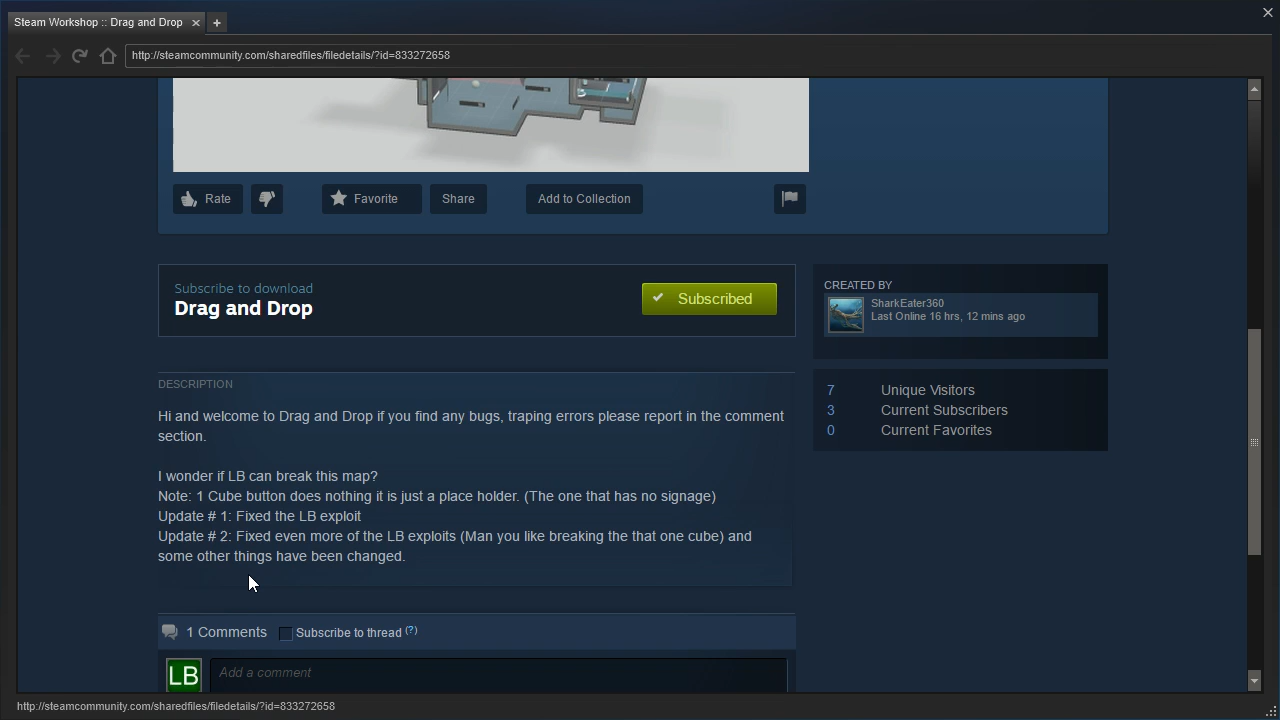 Steam Workshop :: Drag and Drop
http://steamcommunity.com/sharedfiles/filedetails/?id=833272658
Rate
Favorite
Share
Add to Collection
Subscribe to download
Drag and Drop
Subscribed
CREATED BY
SharkEater360
Last Online 16 hrs, 12 mins ago
7 Unique Visitors
3 Current Subscribers
0 Current Favorites
DESCRIPTION
Hi and welcome to Drag and Drop if you find any bugs, traping errors please report in the comment
section.
I wonder if LB can break this map?
Note: 1 Cube button does nothing it is just a place holder. (The one that has no signage)
Update # 1: Fixed the LB exploit
Update # 2: Fixed even more of the LB exploits (Man you like breaking the that one cube) and
some other things have been changed.
1 Comments
Subscribe to thread (?)
LB
Add a comment
http://steamcommunity.com/sharedfiles/filedetails/?id=833272658